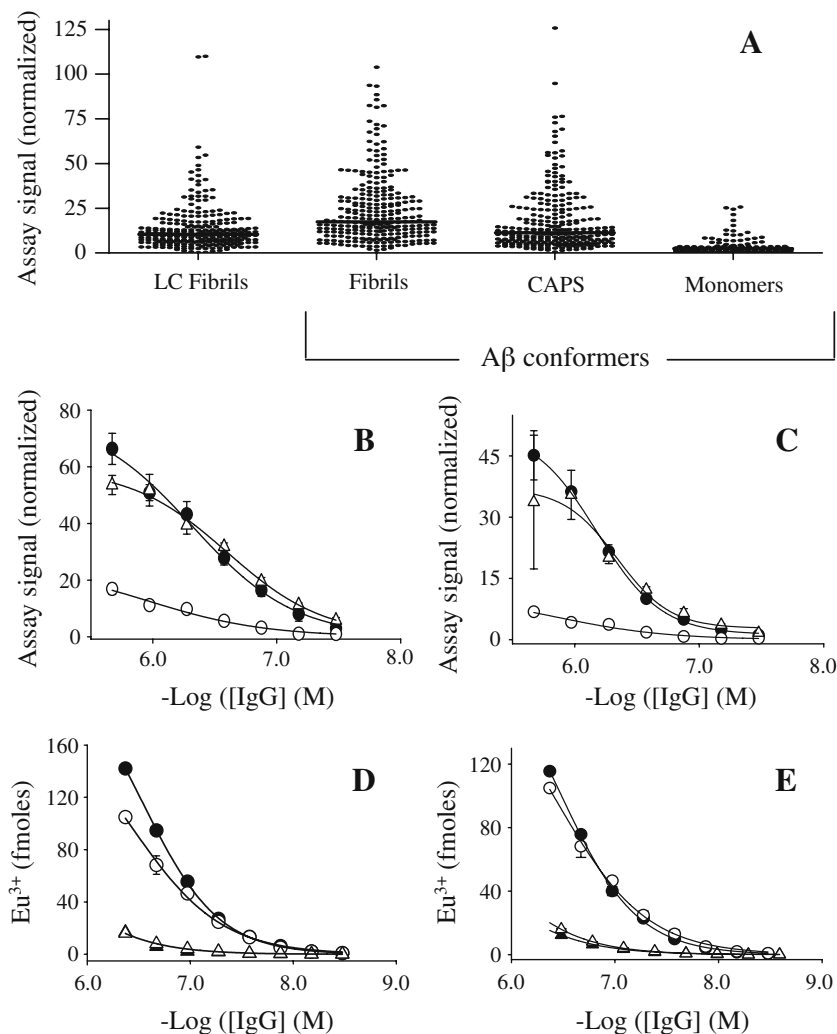 A
Assay signal (normalized)
125
100
75
50
25
0
LC Fibrils Fibrils CAPS Monomers
Aβ conformers
B
Assay signal (normalized)
80
60
40
20
0
6.0 7.0 8.0
-Log ([IgG] (M)
C
Assay signal (normalized)
45
30
15
0
6.0 7.0 8.0
-Log ([IgG] (M)
D
Eu³⁺ (fmoles)
160
120
80
40
0
6.0 7.0 8.0 9.0
-Log ([IgG] (M)
E
Eu³⁺ (fmoles)
120
80
40
0
6.0 7.0 8.0 9.0
-Log ([IgG] (M)